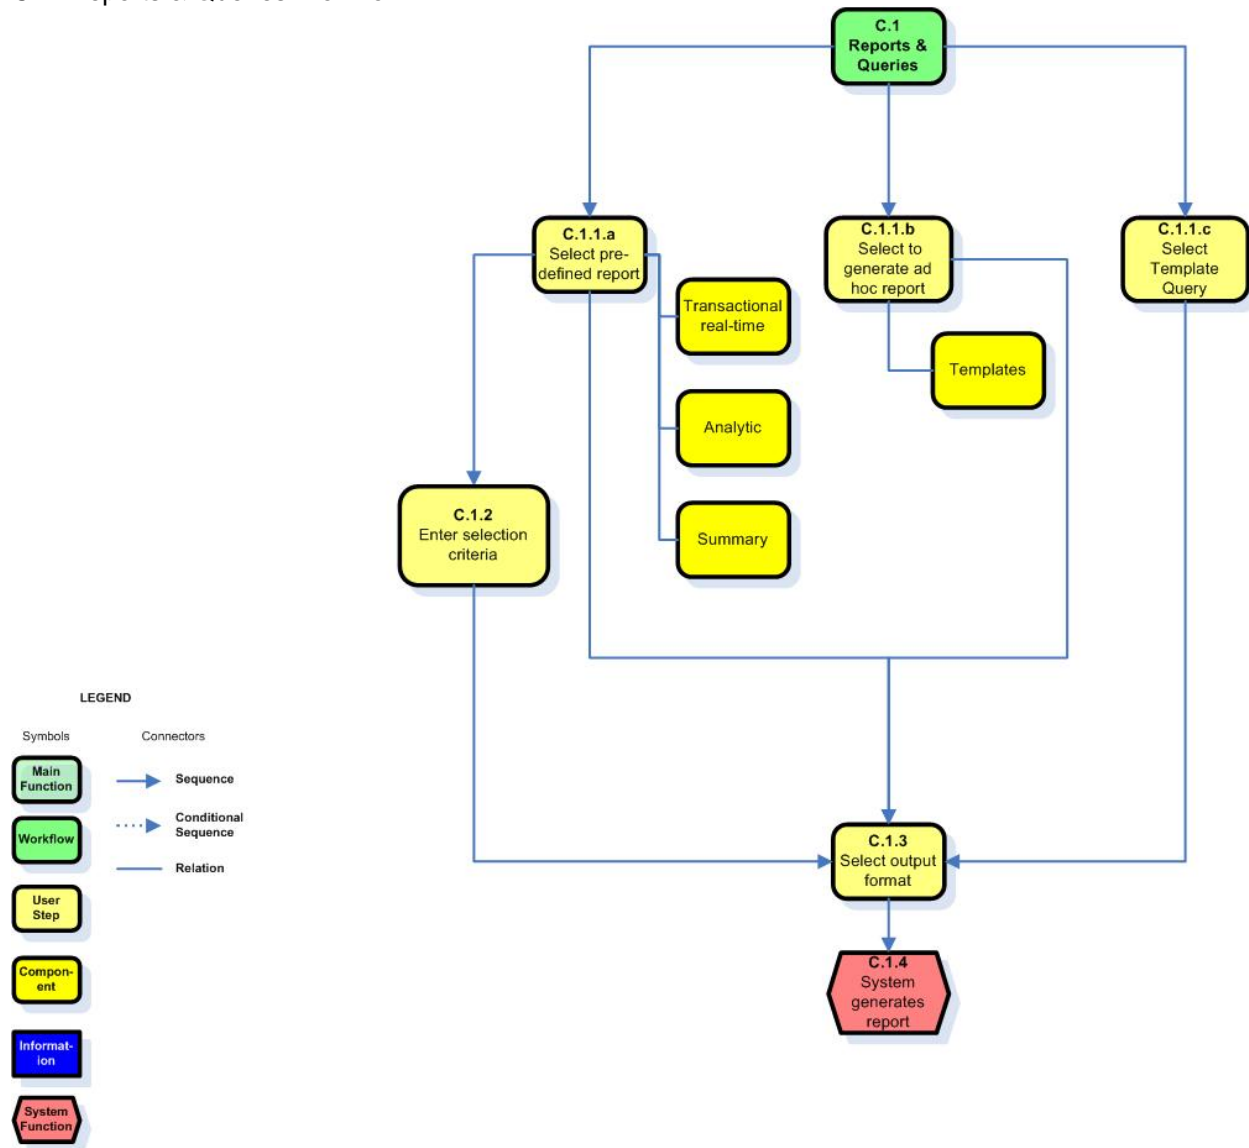 C.1
Reports &
Queries
C.1.1.a
Select pre-
defined report
C.1.1.b
Select to
generate ad
hoc report
C.1.1.c
Select
Template
Query
Transactional
real-time
Templates
Analytic
C.1.2
Enter selection
criteria
Summary
LEGEND
Symbols
Connectors
Main
Function
Sequence
Workflow
Conditional
Sequence
Relation
User
Step
Compon-
ent
Informat-
ion
System
Function
C.1.3
Select output
format
C.1.4
System
generates
report